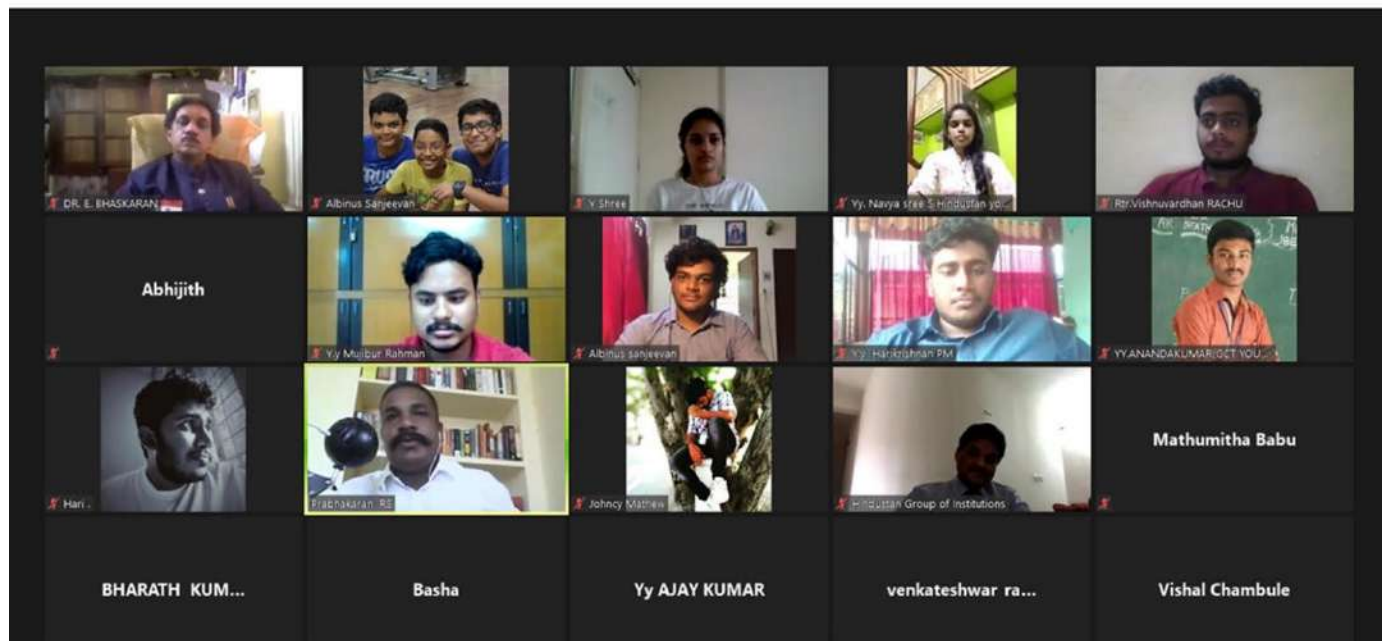 DR. E. BHASKARAN
Albinus Sanjeevan
Y Shree
Yy. Navya sree S Hindustan yo...
Rtr.Vishnuvardhan RACHU
Abhijith
Y.y Mujibur Rahman
Albinus sanjeevan
Y.y. Harikrishnan PM
YY.ANANDAKUMAR(GCT YOU...
Hari .
Prabhakaran RS
Johncy Mathew
Hindustan Group of Institutions
Mathumitha Babu
BHARATH KUM...
Basha
Yy AJAY KUMAR
venkateshwar ra...
Vishal Chambule